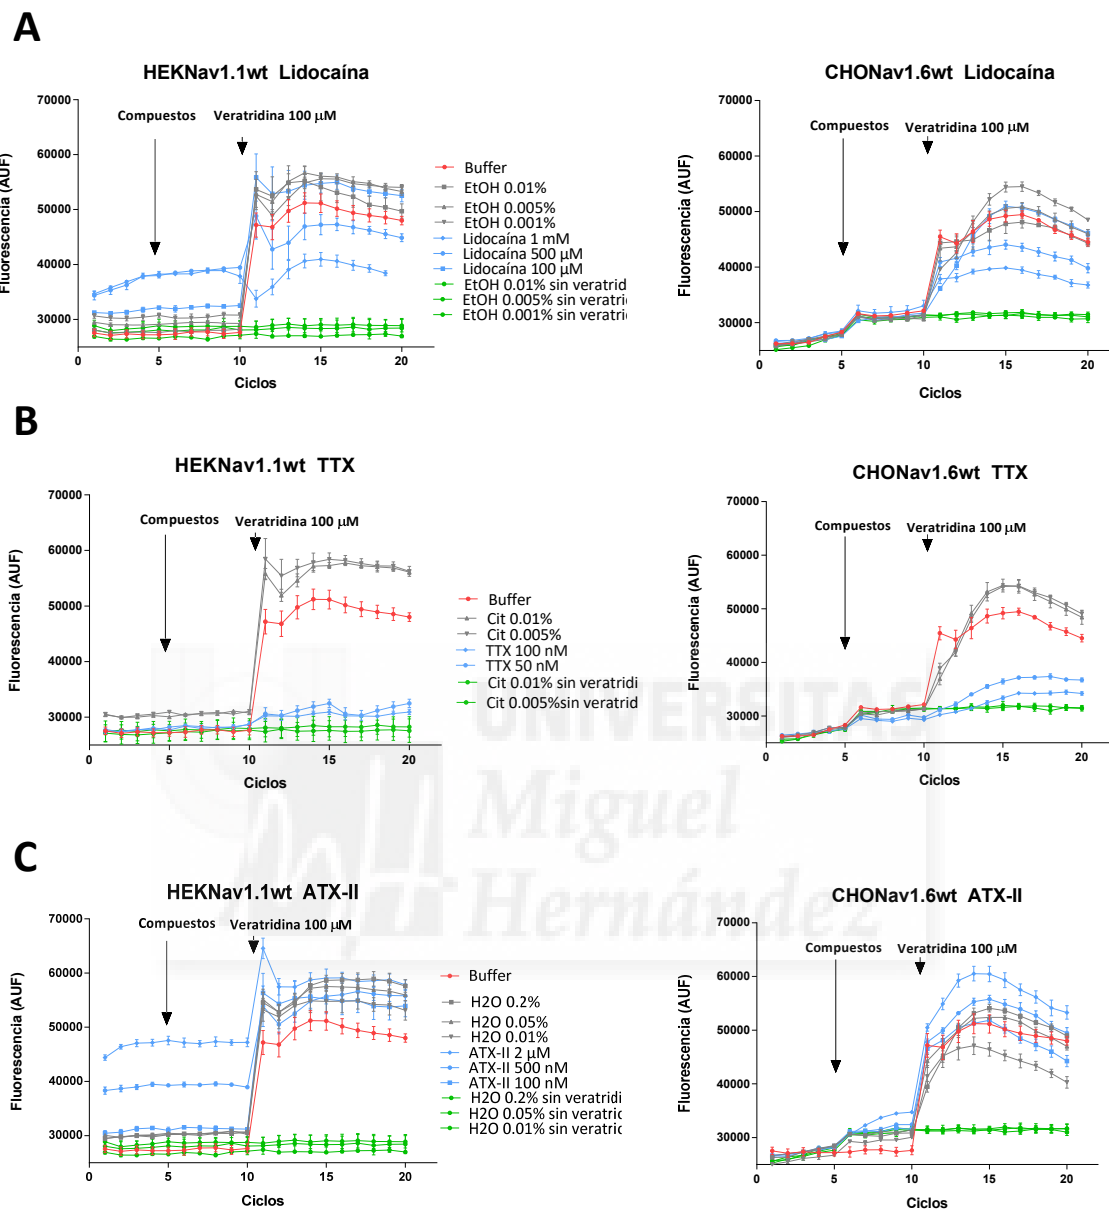 A
HEKNav1.1wt Lidocaína
Fluorescencia (AUF)
70000
60000
50000
40000
30000
0
5
10
15
20
Ciclos
Compuestos
Veratridina 100 µM
Buffer
EtOH 0.01%
EtOH 0.005%
EtOH 0.001%
Lidocaína 1 mM
Lidocaína 500 µM
Lidocaína 100 µM
EtOH 0.01% sin veratrid
EtOH 0.005% sin veratri
EtOH 0.001% sin veratri
CHONav1.6wt Lidocaína
Fluorescencia (AUF)
70000
60000
50000
40000
30000
0
5
10
15
20
Ciclos
Compuestos
Veratridina 100 µM
B
HEKNav1.1wt TTX
Fluorescencia (AUF)
70000
60000
50000
40000
30000
0
5
10
15
20
Ciclos
Compuestos
Veratridina 100 µM
Buffer
Cit 0.01%
Cit 0.005%
TTX 100 nM
TTX 50 nM
Cit 0.01% sin veratridi
Cit 0.005%sin veratrid
CHONav1.6wt TTX
Fluorescencia (AUF)
70000
60000
50000
40000
30000
0
5
10
15
20
Ciclos
Compuestos
Veratridina 100 µM
UNIVERSITAS
Miguel
Hernández
C
HEKNav1.1wt ATX-II
Fluorescencia (AUF)
70000
60000
50000
40000
30000
0
5
10
15
20
Ciclos
Compuestos
Veratridina 100 µM
Buffer
H2O 0.2%
H2O 0.05%
H2O 0.01%
ATX-II 2 µM
ATX-II 500 nM
ATX-II 100 nM
H2O 0.2% sin veratridi
H2O 0.05% sin veratric
H2O 0.01% sin veratric
CHONav1.6wt ATX-II
Fluorescencia (AUF)
70000
60000
50000
40000
30000
0
5
10
15
20
Ciclos
Compuestos
Veratridina 100 µM